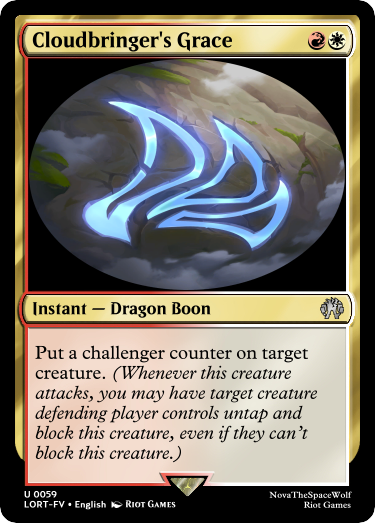 Cloudbringer's Grace
Instant — Dragon Boon
Put a challenger counter on target
creature. (Whenever this creature
attacks, you may have target creature
defending player controls untap and
block this creature, even if they can't
block this creature.)
U 0059
LORT-FV • English Riot Games
NovaTheSpaceWolf
Riot Games